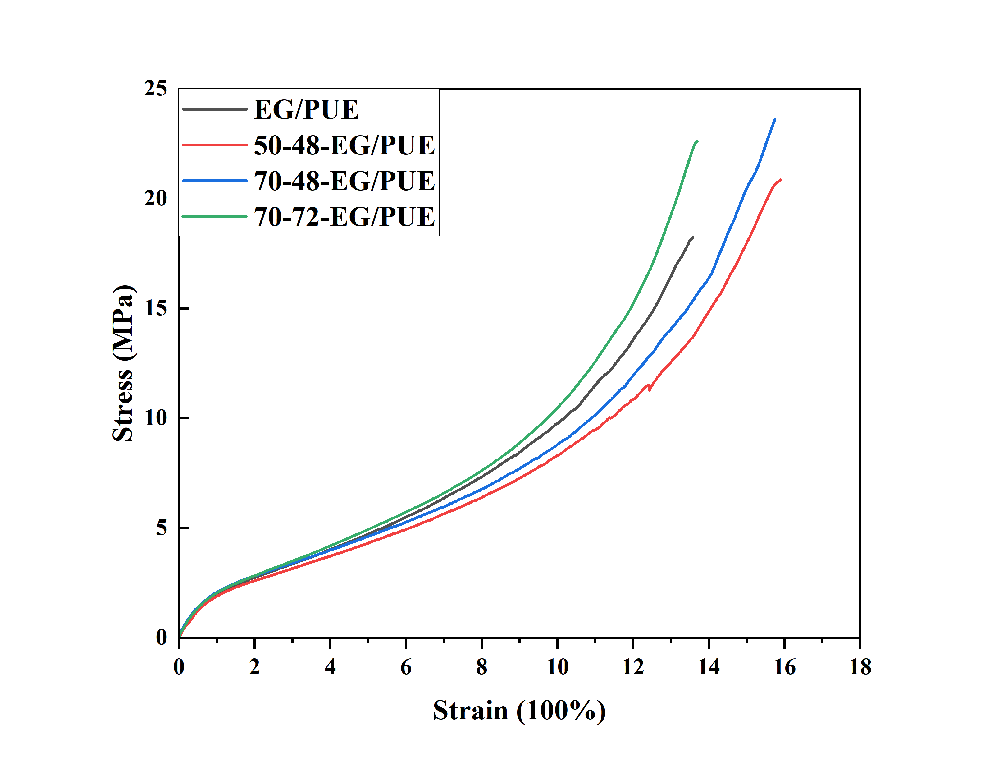 25
20
15
10
5
0
Stress (MPa)
EG/PUE
50-48-EG/PUE
70-48-EG/PUE
70-72-EG/PUE
0 2 4 6 8 10 12 14 16 18
Strain (100%)